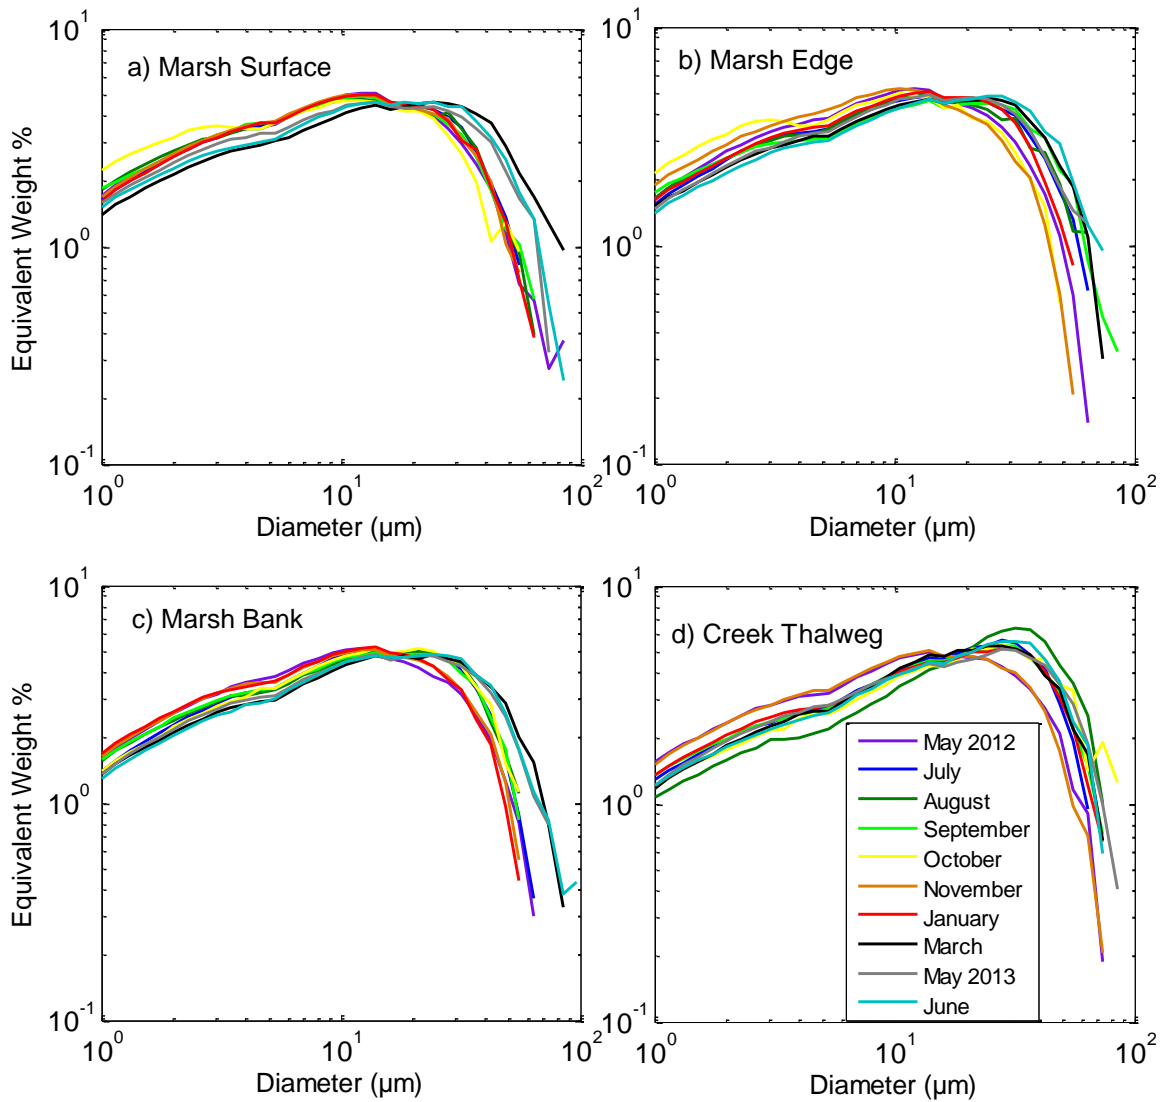 a) Marsh Surface
Equivalent Weight %
10^1
10^0
10^-1
10^0
10^1
10^2
Diameter (µm)
b) Marsh Edge
10^1
10^0
10^-1
10^0
10^1
10^2
Diameter (µm)
c) Marsh Bank
Equivalent Weight %
10^1
10^0
10^-1
10^0
10^1
10^2
Diameter (µm)
d) Creek Thalweg
10^1
10^0
10^-1
10^0
10^1
10^2
Diameter (µm)
May 2012
July
August
September
October
November
January
March
May 2013
June